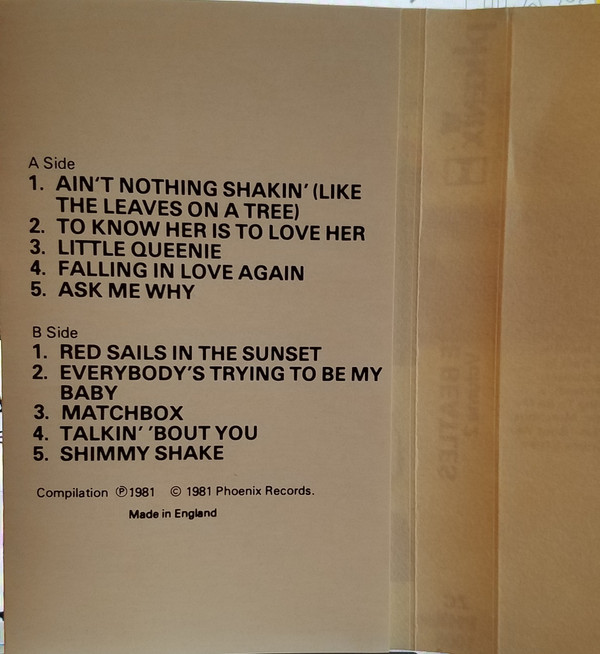 A Side
1. AIN'T NOTHING SHAKIN' (LIKE
THE LEAVES ON A TREE)
2. TO KNOW HER IS TO LOVE HER
3. LITTLE QUEENIE
4. FALLING IN LOVE AGAIN
5. ASK ME WHY
B Side
1. RED SAILS IN THE SUNSET
2. EVERYBODY'S TRYING TO BE MY
BABY
3. MATCHBOX
4. TALKIN' 'BOUT YOU
5. SHIMMY SHAKE
Compilation ℗1981 © 1981 Phoenix Records.
Made in England
BEATLES